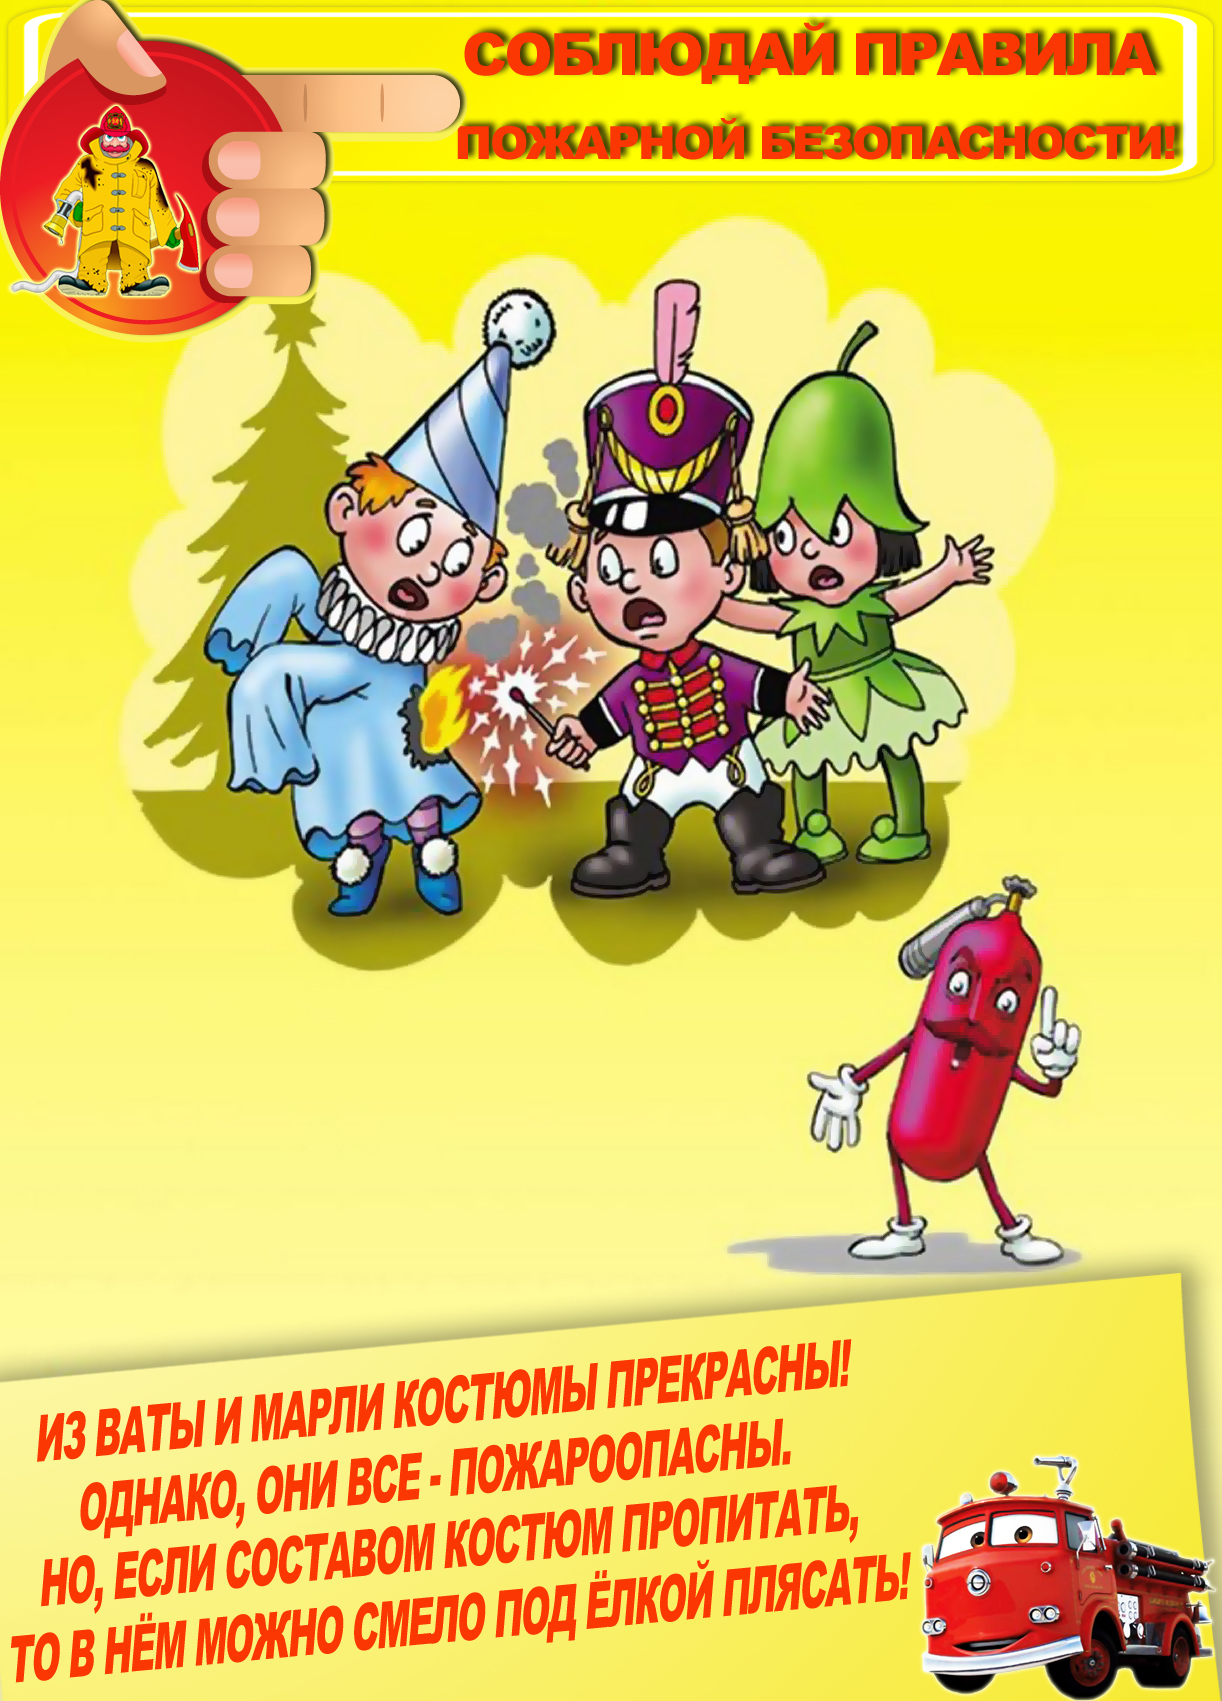 СОБЛЮДАЙ ПРАВИЛА
ПОЖАРНОЙ БЕЗОПАСНОСТИ!
ИЗ ВАТЫ И МАРЛИ КОСТЮМЫ ПРЕКРАСНЫ!
ОДНАКО, ОНИ ВСЕ - ПОЖАРООПАСНЫ.
НО, ЕСЛИ СОСТАВОМ КОСТЮМ ПРОПИТАТЬ,
ТО В НЁМ МОЖНО СМЕЛО ПОД ЁЛКОЙ ПЛЯСАТЬ!